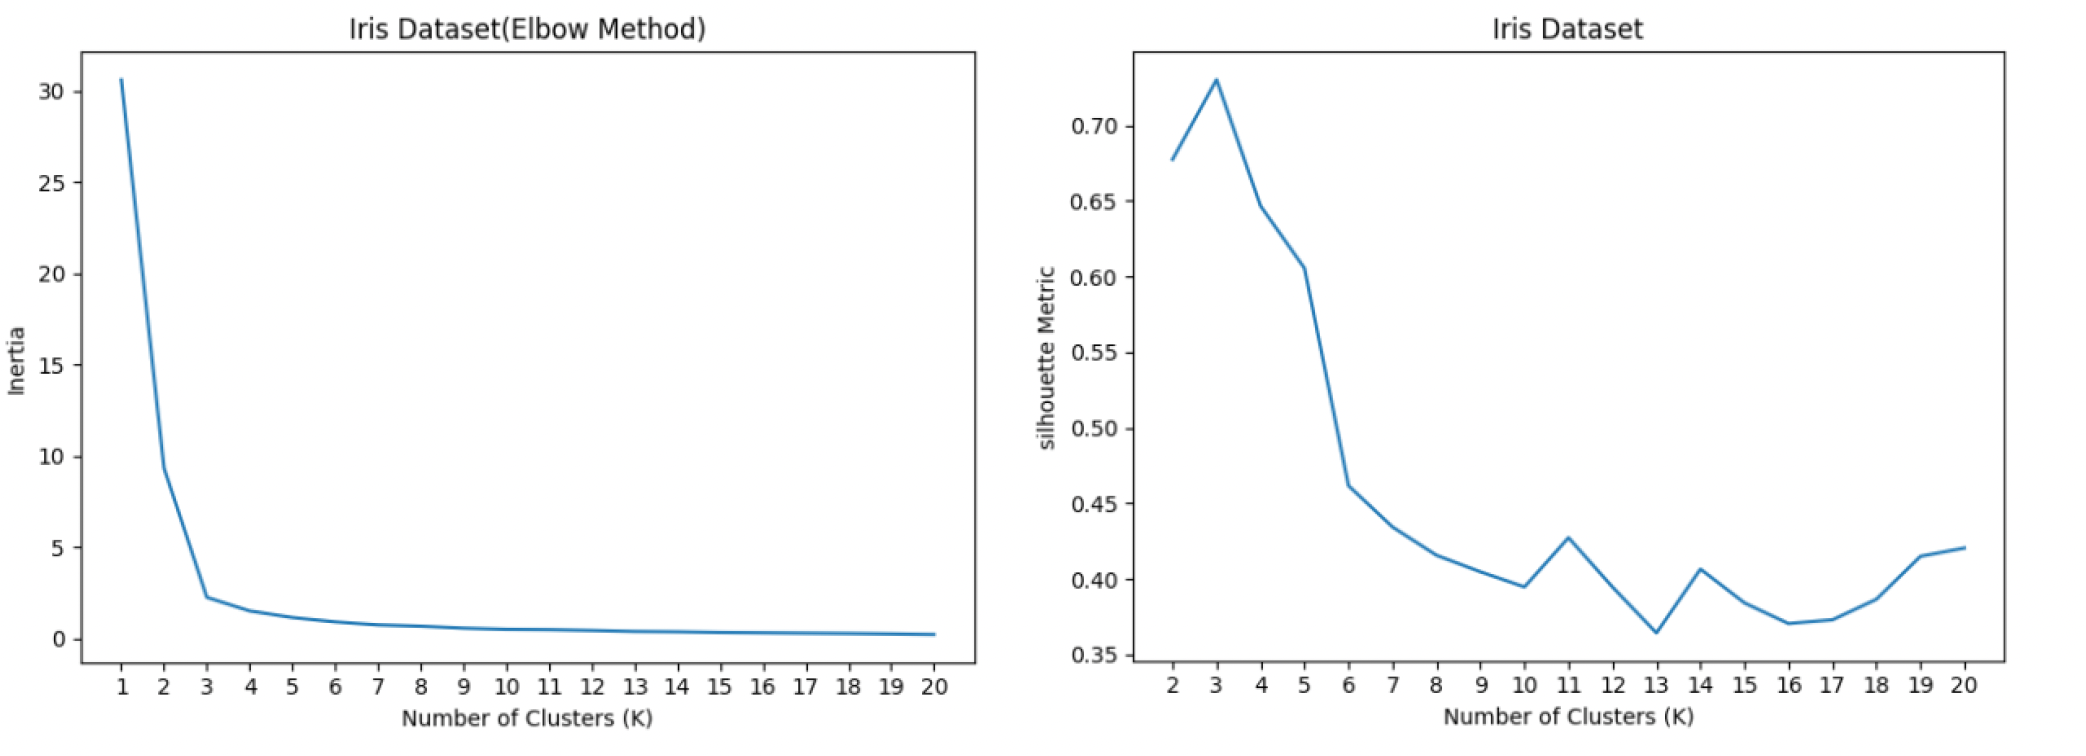 Iris Dataset(Elbow Method)
30
25
20
15
10
5
0
Inertia
1 2 3 4 5 6 7 8 9 10 11 12 13 14 15 16 17 18 19 20
Number of Clusters (K)
Iris Dataset
0.70
0.65
0.60
0.55
0.50
0.45
0.40
0.35
silhouette Metric
2 3 4 5 6 7 8 9 10 11 12 13 14 15 16 17 18 19 20
Number of Clusters (K)